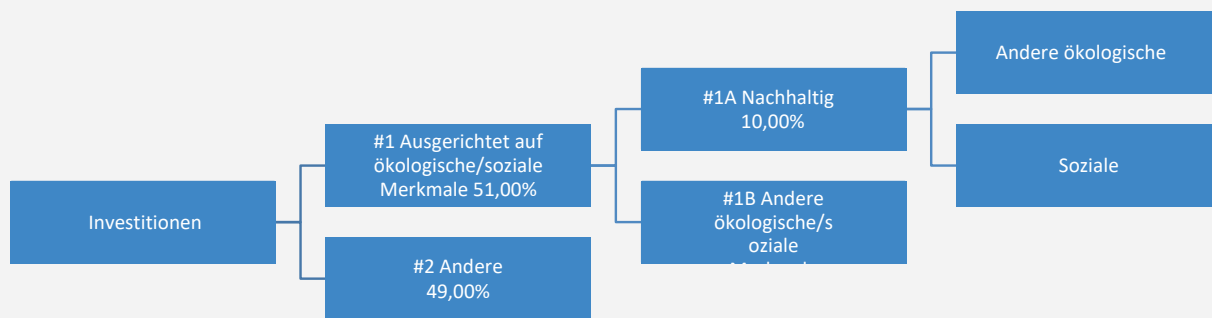 Investitionen
#1 Ausgerichtet auf
ökologische/soziale
Merkmale 51,00%
#2 Andere
49,00%
#1A Nachhaltig
10,00%
#1B Andere
ökologische/s
oziale
Andere ökologische
Soziale